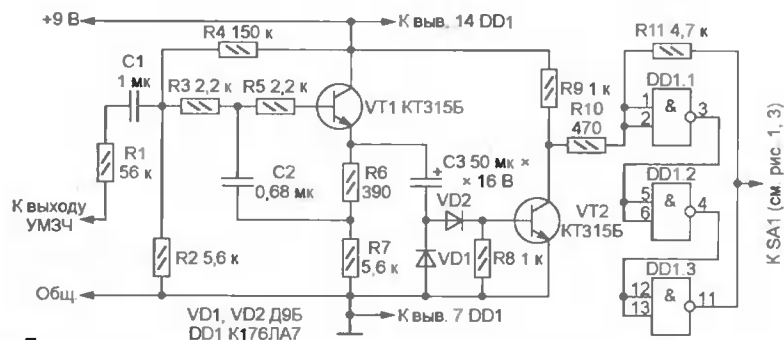 +9 В
R4 150 к
К выв. 14 DD1
R11 4,7 к
C1
1 мк
R3 2,2 к
R5 2,2 к
VT1 КТ315Б
R9 1 к
R10
470
DD1.1
&
1
2
3
R1
56 к
C2
0,68 мк
R6
390
C3 50 мк ×
× 16 В
VD2
DD1.2
&
5
6
4
К выходу
УМЗЧ
VT2
КТ315Б
R2 5,6 к
R7
5,6 к
VD1
R8 1 к
DD1.3
&
12
13
11
К SA1 (см. рис. 1, 3)
Общ.
VD1, VD2 Д9Б
DD1 К176ЛА7
К выв. 7 DD1